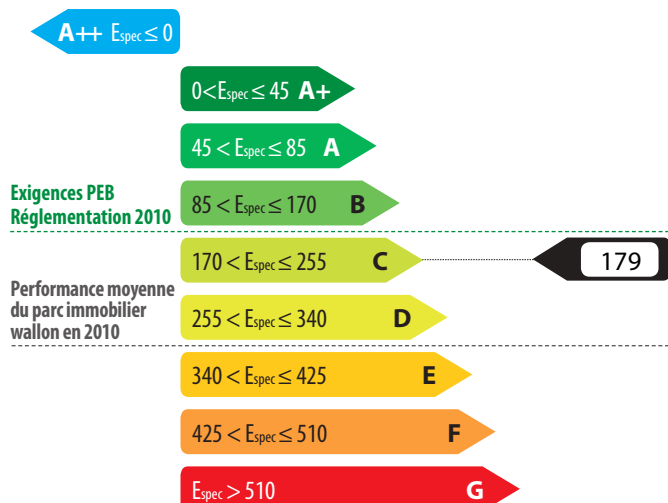 A++ Espec ≤ 0
0 < Espec ≤ 45 A+
45 < Espec ≤ 85 A
Exigences PEB
Réglementation 2010
85 < Espec ≤ 170 B
170 < Espec ≤ 255 C
179
Performance moyenne
du parc immobilier
wallon en 2010
255 < Espec ≤ 340 D
340 < Espec ≤ 425 E
425 < Espec ≤ 510 F
Espec > 510 G